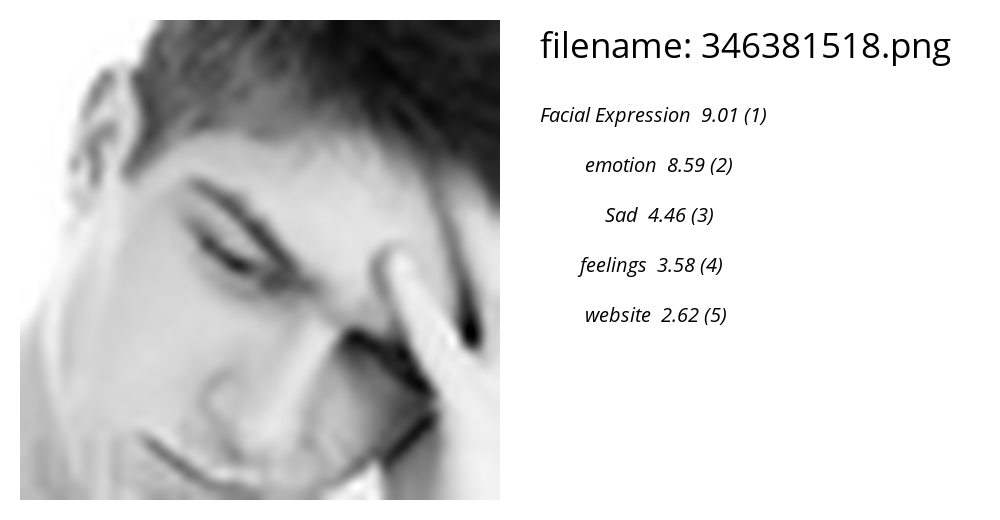 filename: 346381518.png
Facial Expression 9.01 (1)
emotion 8.59 (2)
Sad 4.46 (3)
feelings 3.58 (4)
website 2.62 (5)